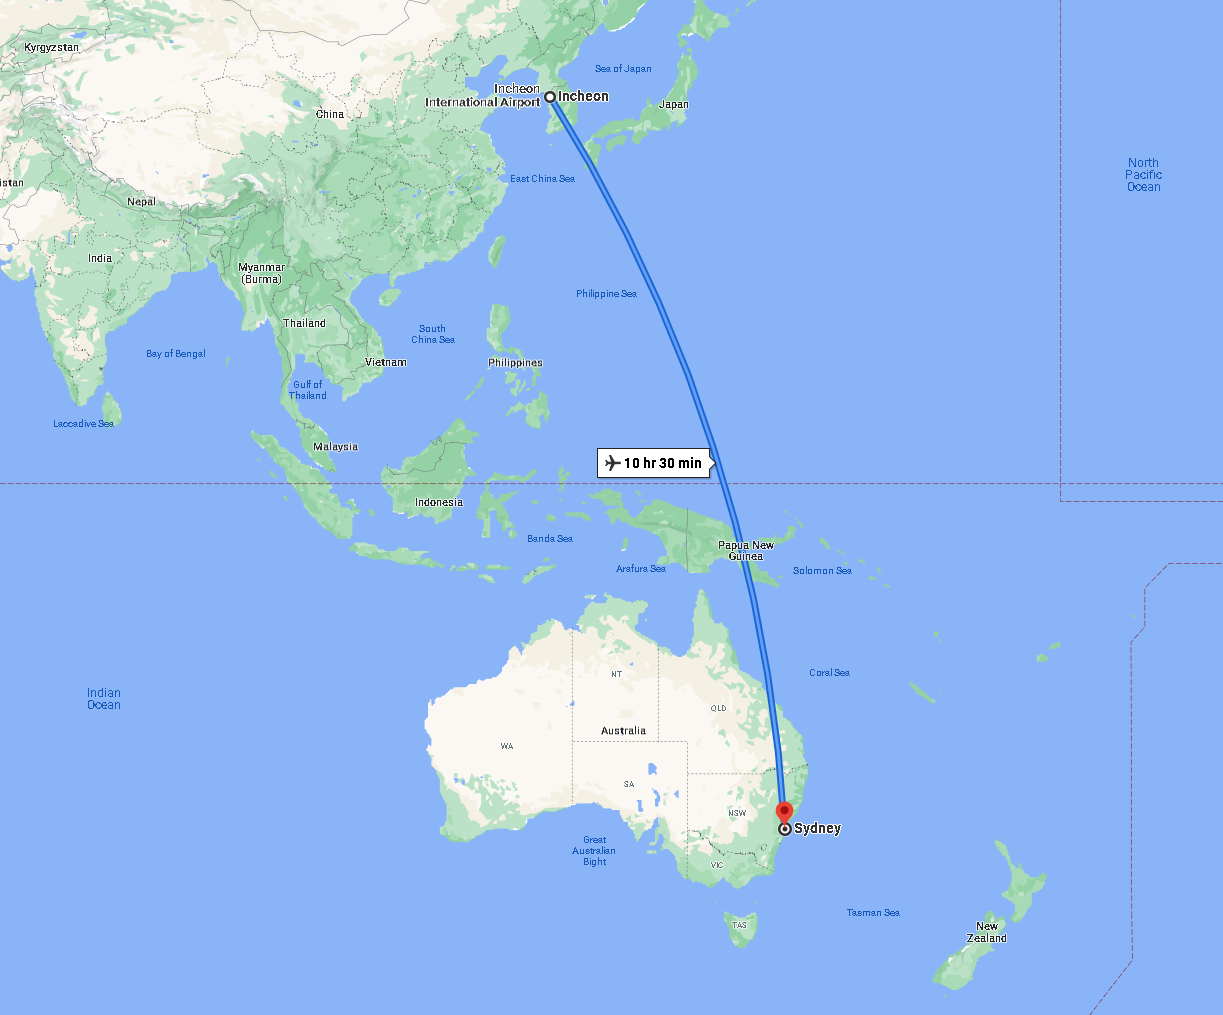 Kyrgyzstan
Sea of Japan
Incheon
International Airport
Incheon
Japan
China
North
Pacific
Ocean
istan
East China Sea
Nepal
India
Myanmar
(Burma)
Philippine Sea
Thailand
South
China Sea
Bay of Bengal
Vietnam
Philippines
Gulf of
Thailand
Laccadive Sea
Malaysia
10 hr 30 min
Indonesia
Banda Sea
Papua New
Guinea
Arafura Sea
Solomon Sea
NT
Coral Sea
Indian
Ocean
QLD
Australia
WA
SA
NSW
Sydney
Great
Australian
Bight
VIC
Tasman Sea
TAS
New
Zealand